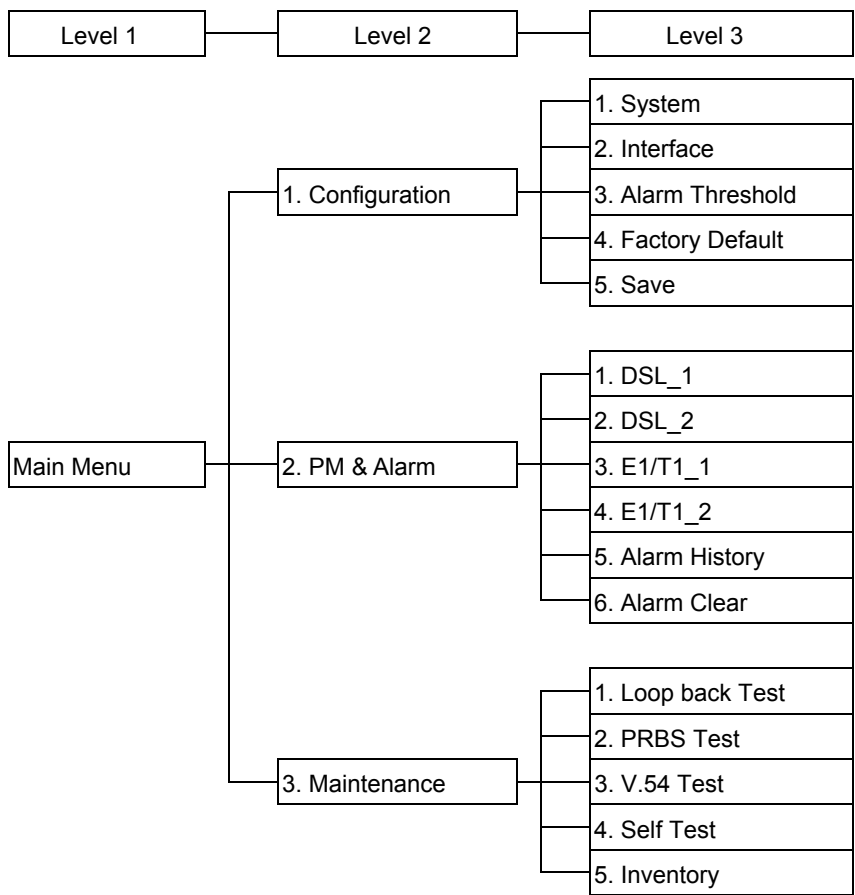 Level 1
Level 2
Level 3
Main Menu
1. Configuration
1. System
2. Interface
3. Alarm Threshold
4. Factory Default
5. Save
2. PM & Alarm
1. DSL_1
2. DSL_2
3. E1/T1_1
4. E1/T1_2
5. Alarm History
6. Alarm Clear
3. Maintenance
1. Loop back Test
2. PRBS Test
3. V.54 Test
4. Self Test
5. Inventory